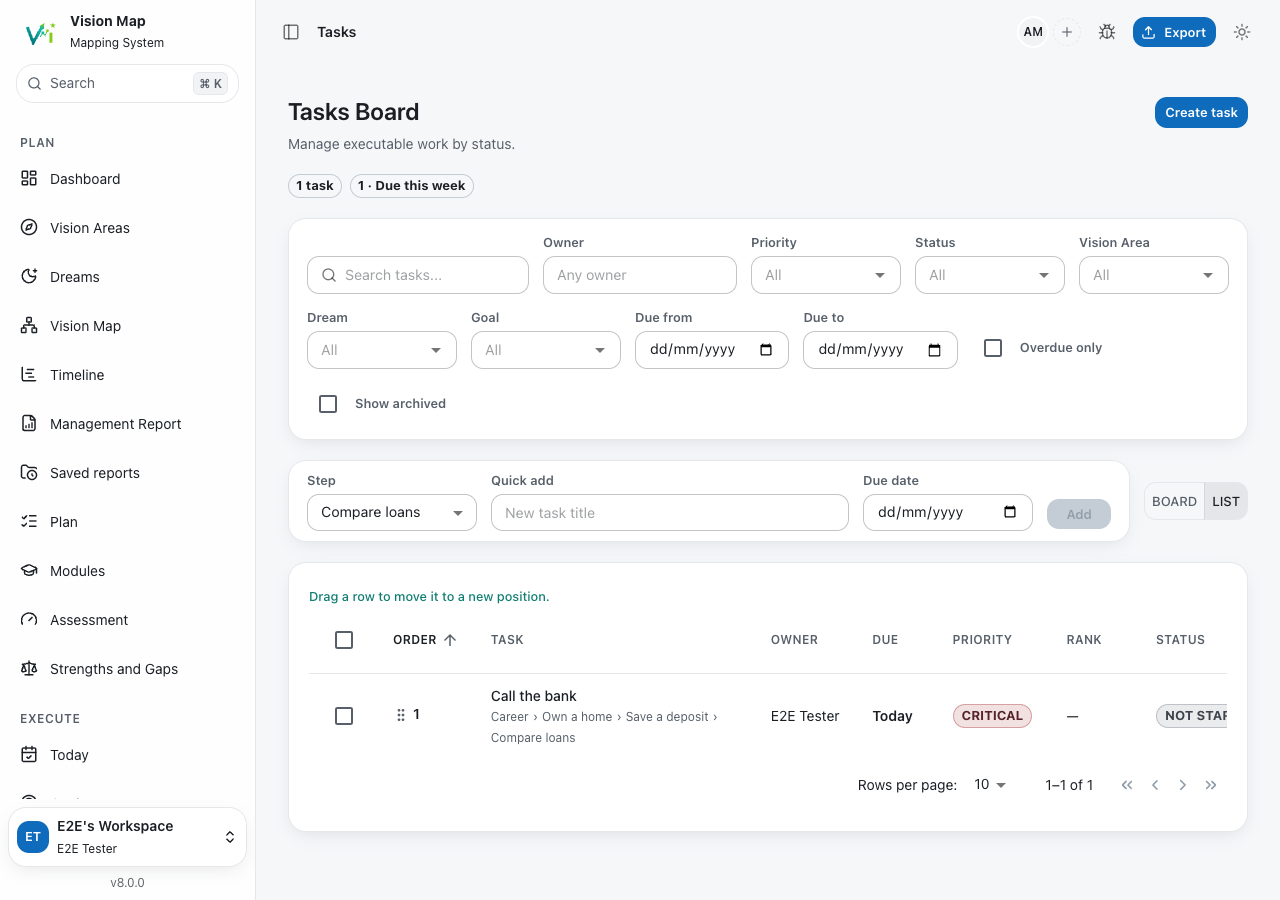 Vision Map
Mapping System
Search ⌘ K
PLAN
Dashboard
Vision Areas
Dreams
Vision Map
Timeline
Management Report
Saved reports
Plan
Modules
Assessment
Strengths and Gaps
EXECUTE
Today
ET
E2E's Workspace
E2E Tester
v8.0.0
Tasks
AM
Export
Tasks Board
Create task
Manage executable work by status.
1 task
1 · Due this week
Owner Priority Status Vision Area
Search tasks... Any owner All All All
Dream Goal Due from Due to
All All dd/mm/yyyy dd/mm/yyyy Overdue only
Show archived
Step Quick add Due date
Compare loans New task title dd/mm/yyyy Add
BOARD LIST
Drag a row to move it to a new position.
ORDER TASK OWNER DUE PRIORITY RANK STATUS
Call the bank
1 Career › Own a home › Save a deposit › E2E Tester Today CRITICAL — NOT STAR
Compare loans
Rows per page: 10 1–1 of 1